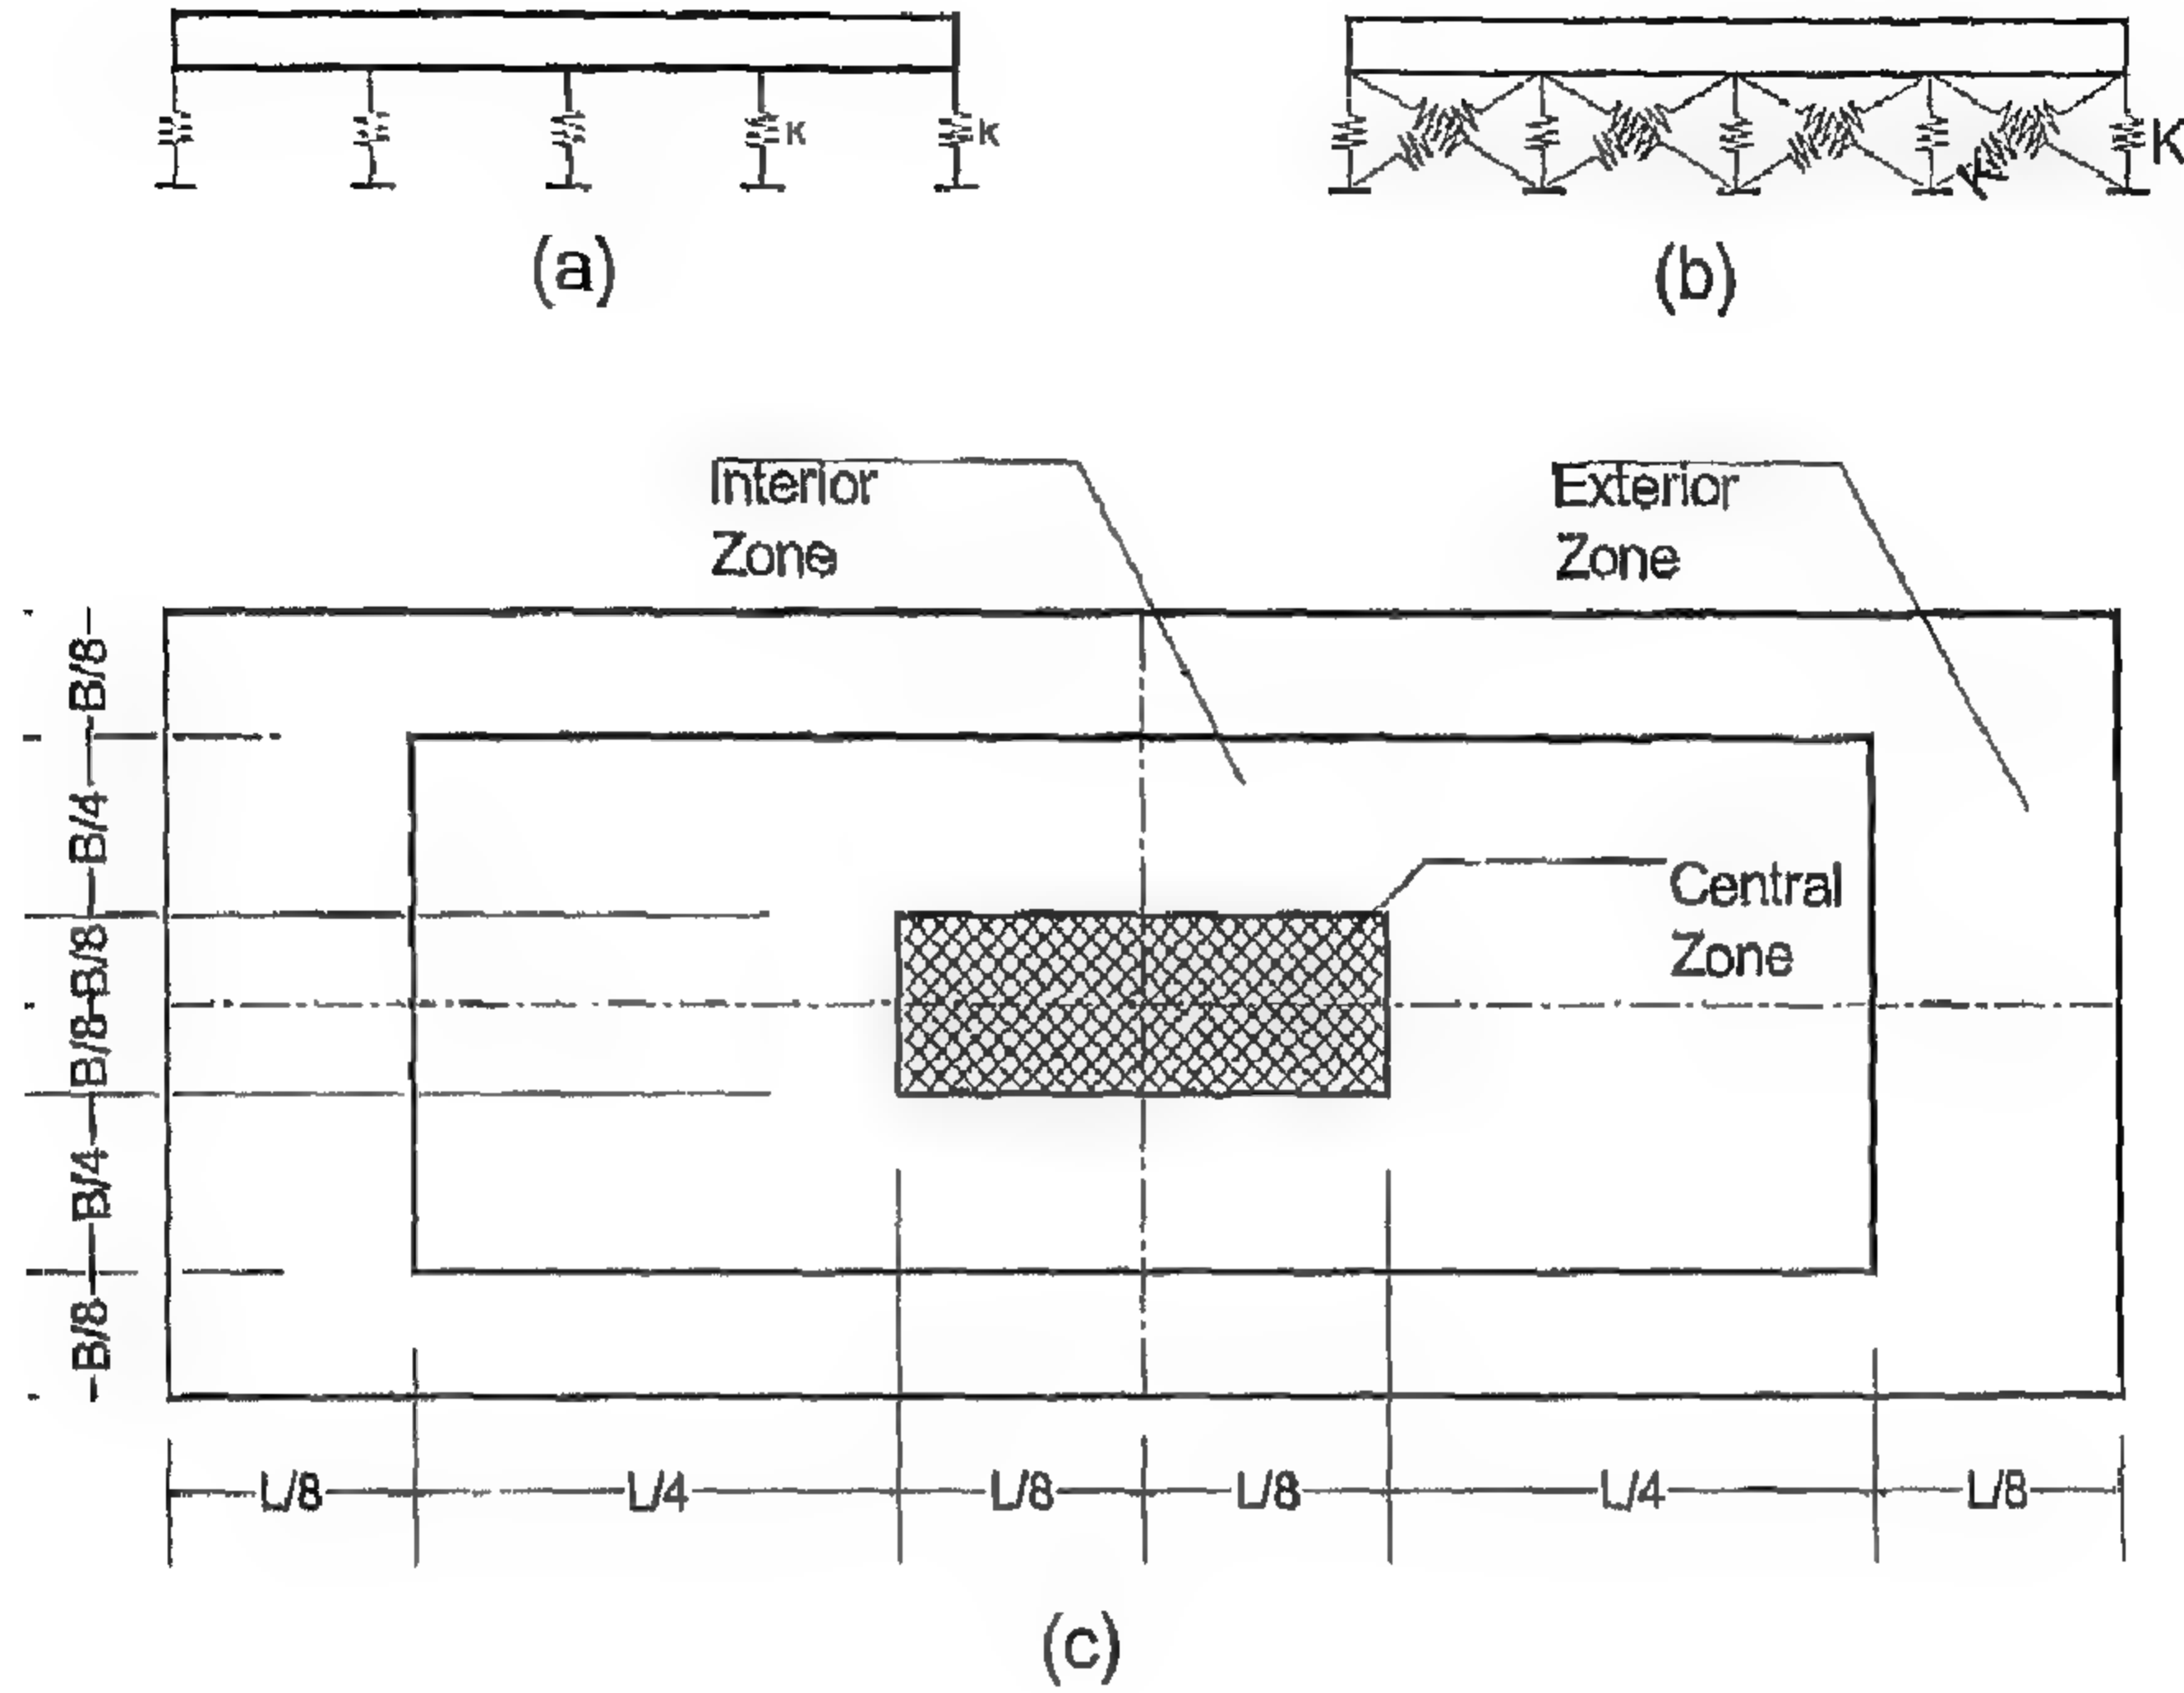 K
k
K
K
(a)
(b)
Interior
Zone
Exterior
Zone
Central
Zone
B/8
B/4
B/8
B/8
B/4
B/8
L/8
L/4
L/8
L/8
L/4
L/8
(c)